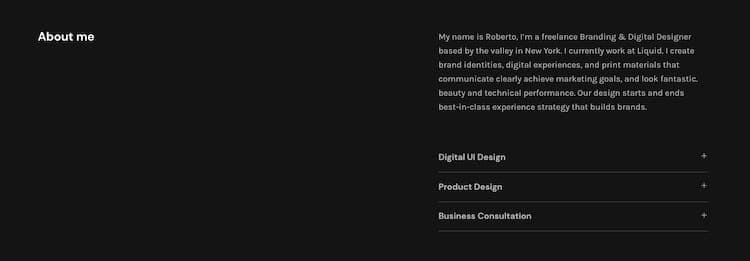 About me
My name is Roberto, I'm a freelance Branding & Digital Designer
based by the valley in New York. I currently work at Liquid. I create
brand identities, digital experiences, and print materials that
communicate clearly achieve marketing goals, and look fantastic.
beauty and technical performance. Our design starts and ends
best-in-class experience strategy that builds brands.
Digital UI Design +
Product Design +
Business Consultation +